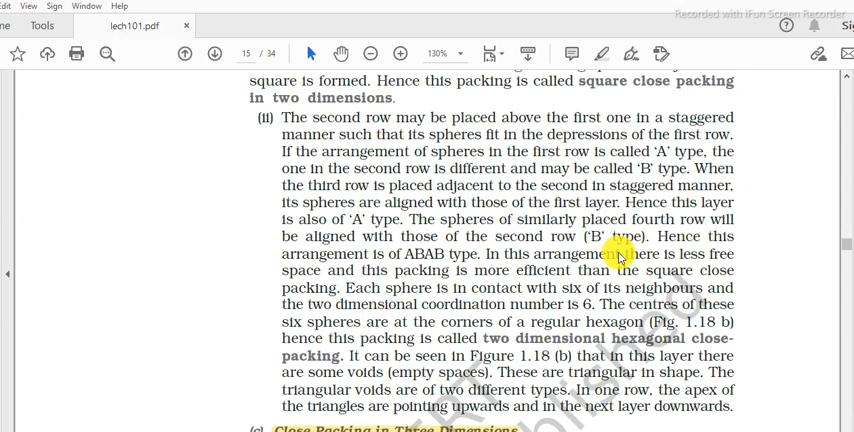 Edit View Sign Window Help
Recorded with iFun Screen Recorder
Tools lech101.pdf ×
15 / 34 130%
square is formed. Hence this packing is called square close packing
in two dimensions.
(ii) The second row may be placed above the first one in a staggered
manner such that its spheres fit in the depressions of the first row.
If the arrangement of spheres in the first row is called ‘A’ type, the
one in the second row is different and may be called ‘B’ type. When
the third row is placed adjacent to the second in staggered manner,
its spheres are aligned with those of the first layer. Hence this layer
is also of ‘A’ type. The spheres of similarly placed fourth row will
be aligned with those of the second row (‘B’ type). Hence this
arrangement is of ABAB type. In this arrangement there is less free
space and this packing is more efficient than the square close
packing. Each sphere is in contact with six of its neighbours and
the two dimensional coordination number is 6. The centres of these
six spheres are at the corners of a regular hexagon (Fig. 1.18 b)
hence this packing is called two dimensional hexagonal close-
packing. It can be seen in Figure 1.18 (b) that in this layer there
are some voids (empty spaces). These are triangular in shape. The
triangular voids are of two different types. In one row, the apex of
the triangles are pointing upwards and in the next layer downwards.
(c) Close Packing in Three Dimensions